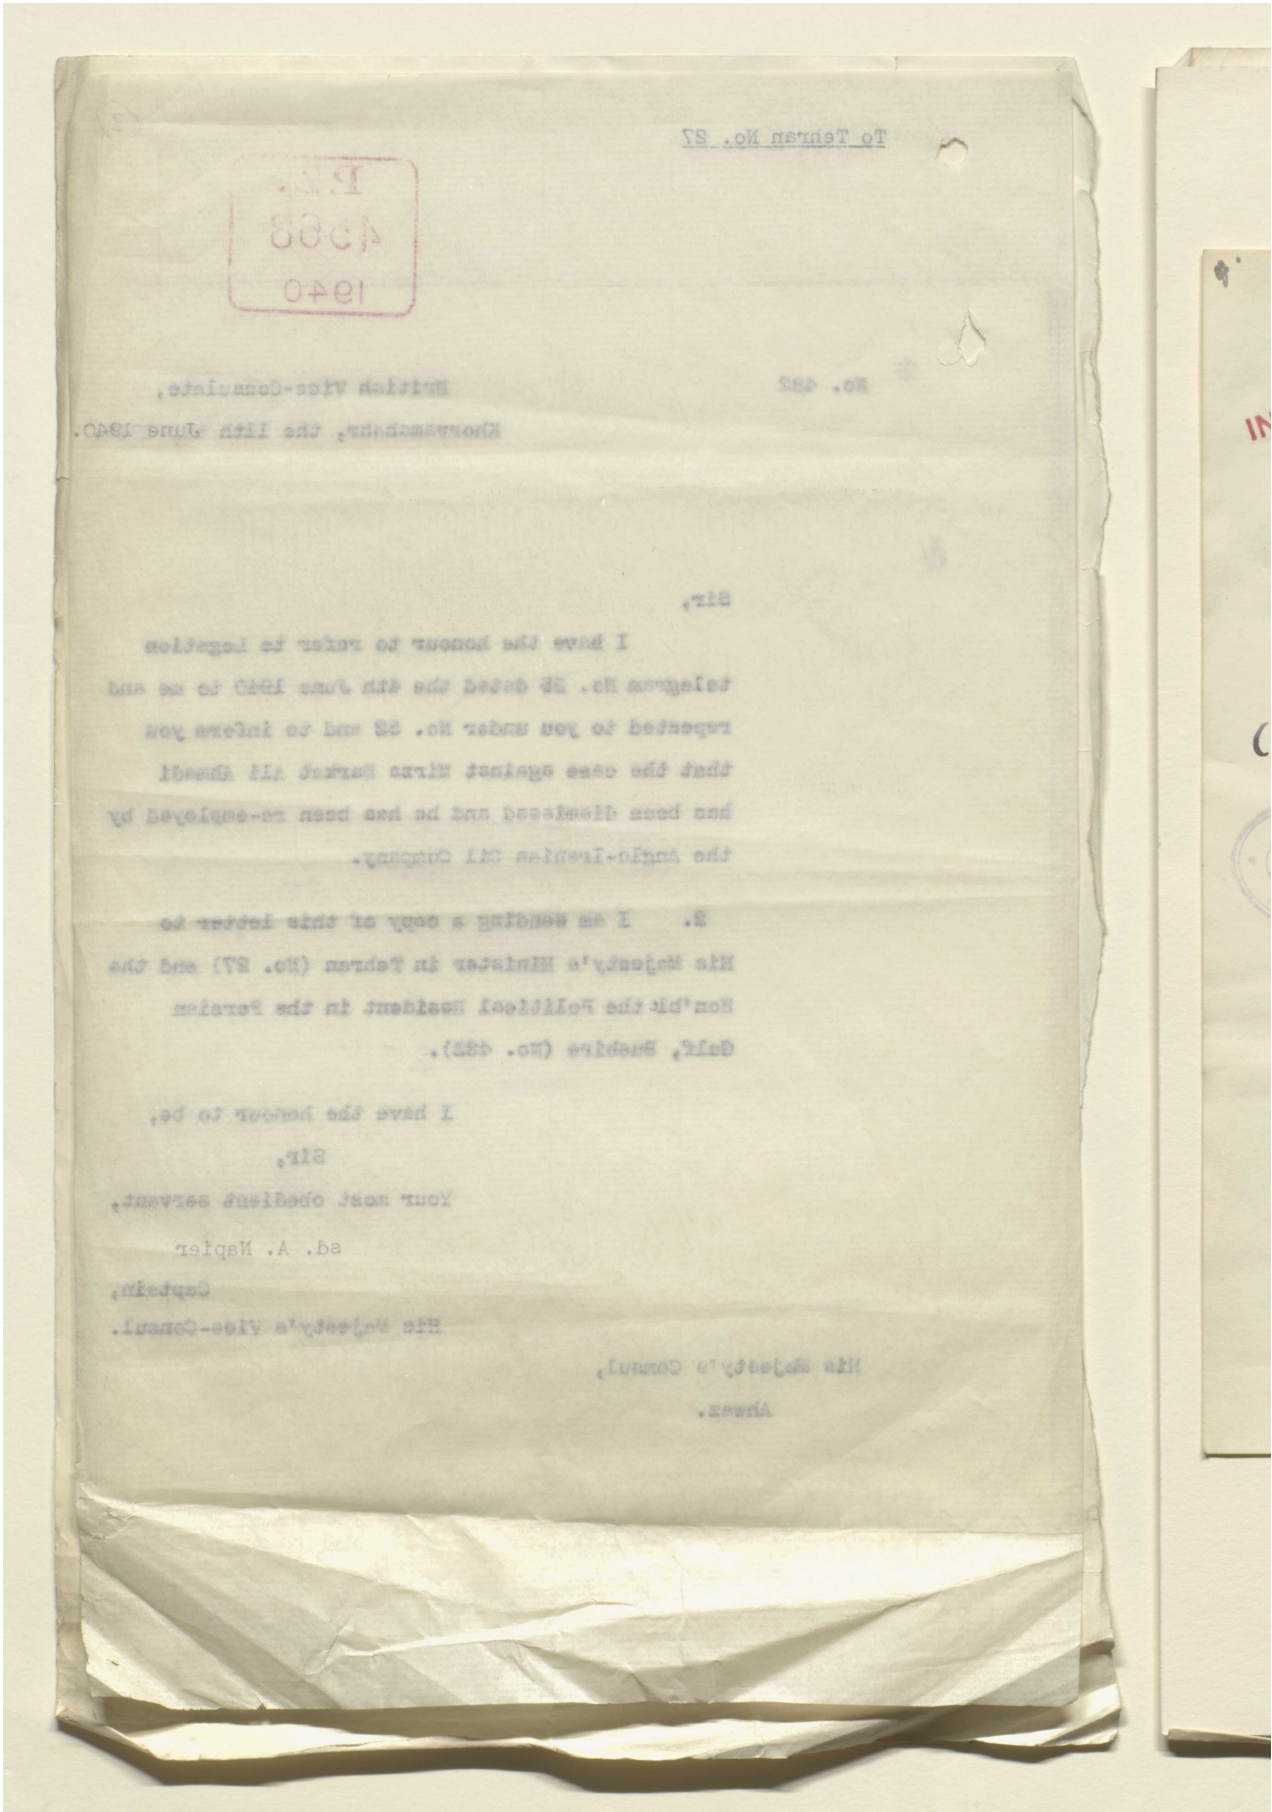 To Tehran No. 27
P.Z.
4568
1940
No. 482
British Vice-Consulate,
Khorramshahr, the 11th June 1940.
Sir,
I have the honour to refer to Legation
telegram No. dated the 4th June 1940 to me and
repeated to you under No. 52 and to inform you
that the case against Mirza Ali Ahmadi
has been dismissed and he has been re-employed by
the Anglo-Iranian Oil Company.
2. I am sending a copy of this letter to
His Majesty's Minister in Tehran (No. 27) and the
Hon'ble the Political Resident in the Persian
Gulf, Bushire (No. 482).
I have the honour to be,
Sir,
Your most obedient servant,
sd. A. Napier
Captain,
His Majesty's Vice-Consul.
His Majesty's Consul,
Ahwaz.